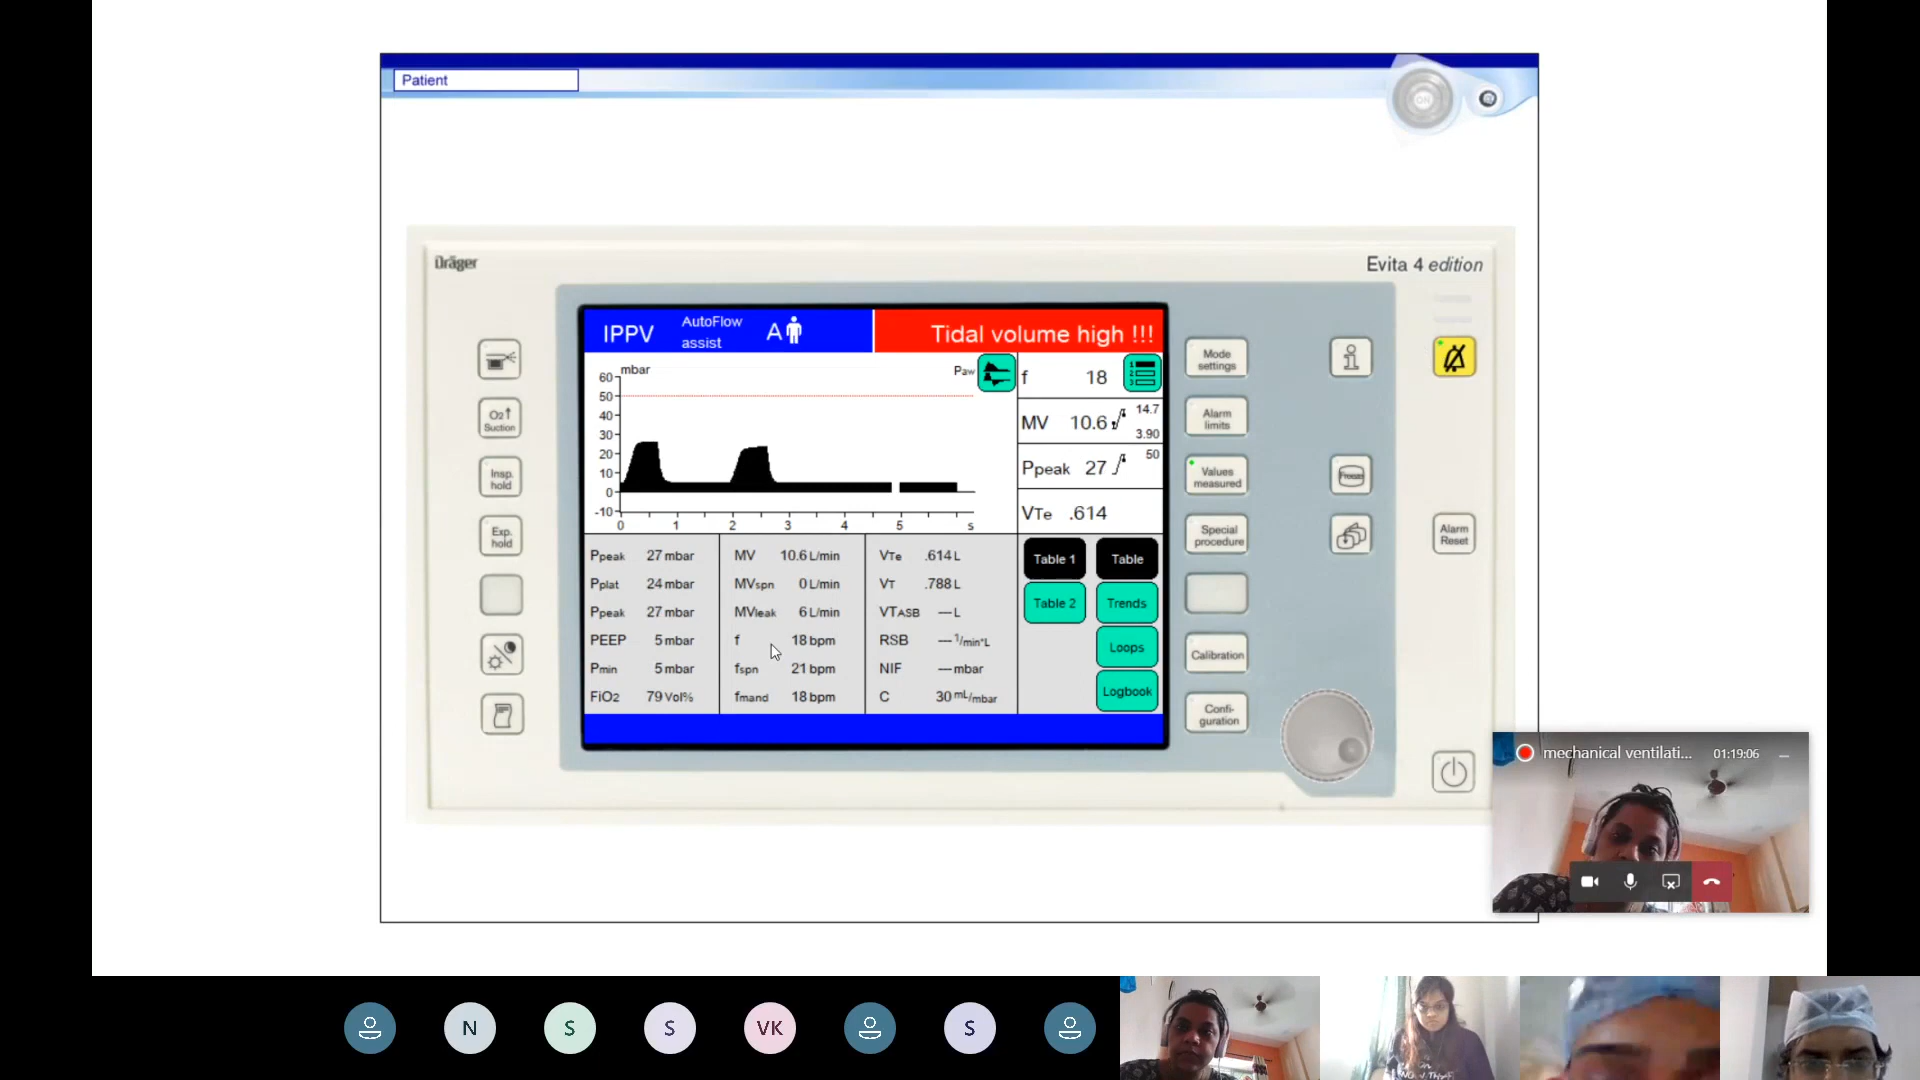 Patient
ON
Dräger
Evita 4 edition
IPPV
AutoFlow
assist
A
Tidal volume high !!!
mbar
Paw
60
50
40
30
20
10
0
-10
0 1 2 3 4 5 s
f 18
MV 10.6 14.7
3.90
Ppeak 27 50
VTe .614
Ppeak 27 mbar
Pplat 24 mbar
Ppeak 27 mbar
PEEP 5 mbar
Pmin 5 mbar
FiO2 79 Vol%
MV 10.6 L/min
MVspn 0 L/min
MVleak 6 L/min
f 18 bpm
fspn 21 bpm
fmand 18 bpm
VTe .614 L
VT .788 L
VTASB --- L
RSB --- 1/min*L
NIF --- mbar
C 30 mL/mbar
Table 1
Table
Table 2
Trends
Loops
Logbook
O2↑
Suction
Insp.
hold
Exp.
hold
Mode
settings
Alarm
limits
Values
measured
Special
procedure
Calibration
Confi-
guration
Freeze
Alarm
Reset
mechanical ventilati... 01:19:06
N
S
S
VK
S